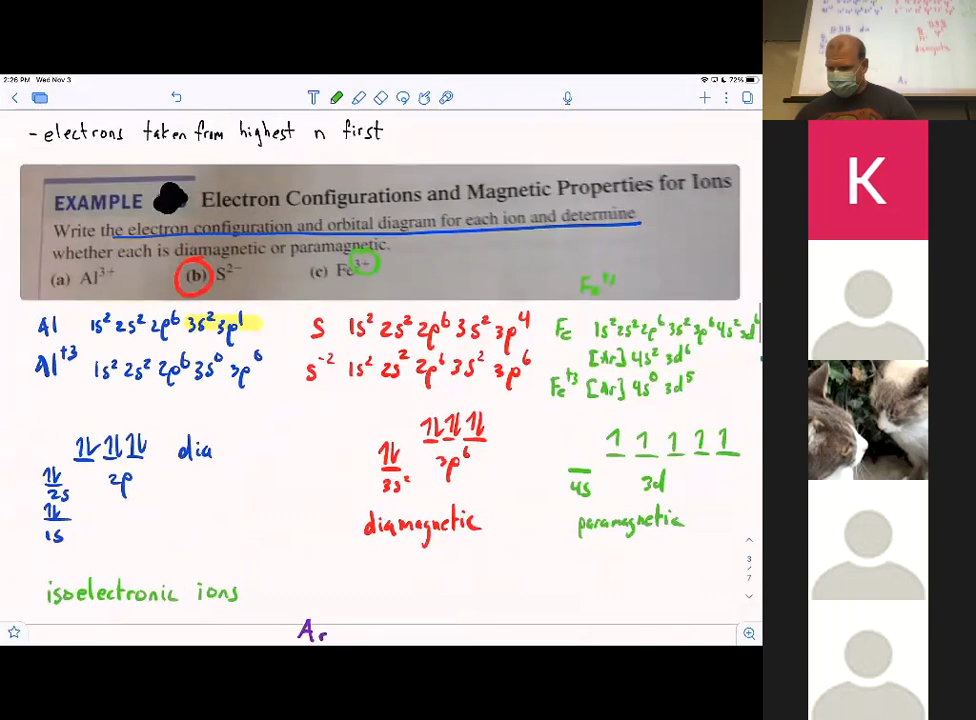 2:26 PM Wed Nov 3
72%
T
- electrons taken from highest n first
EXAMPLE Electron Configurations and Magnetic Properties for Ions
Write the electron configuration and orbital diagram for each ion and determine
whether each is diamagnetic or paramagnetic.
(a) Al³⁺ (b) S²⁻ (c) Fe³⁺
Al 1s² 2s² 2p⁶ 3s² 3p¹
Al⁺³ 1s² 2s² 2p⁶ 3s⁰ 3p⁰
2p
dia
2s
1s
S 1s² 2s² 2p⁶ 3s² 3p⁴
S⁻² 1s² 2s² 2p⁶ 3s² 3p⁶
3p⁶
3s²
diamagnetic
Fe 1s² 2s² 2p⁶ 3s² 3p⁶ 4s² 3d⁶
[Ar] 4s² 3d⁶
Fe⁺³ [Ar] 4s⁰ 3d⁵
4s 3d
paramagnetic
isoelectronic ions
Ar
3
/
7
K